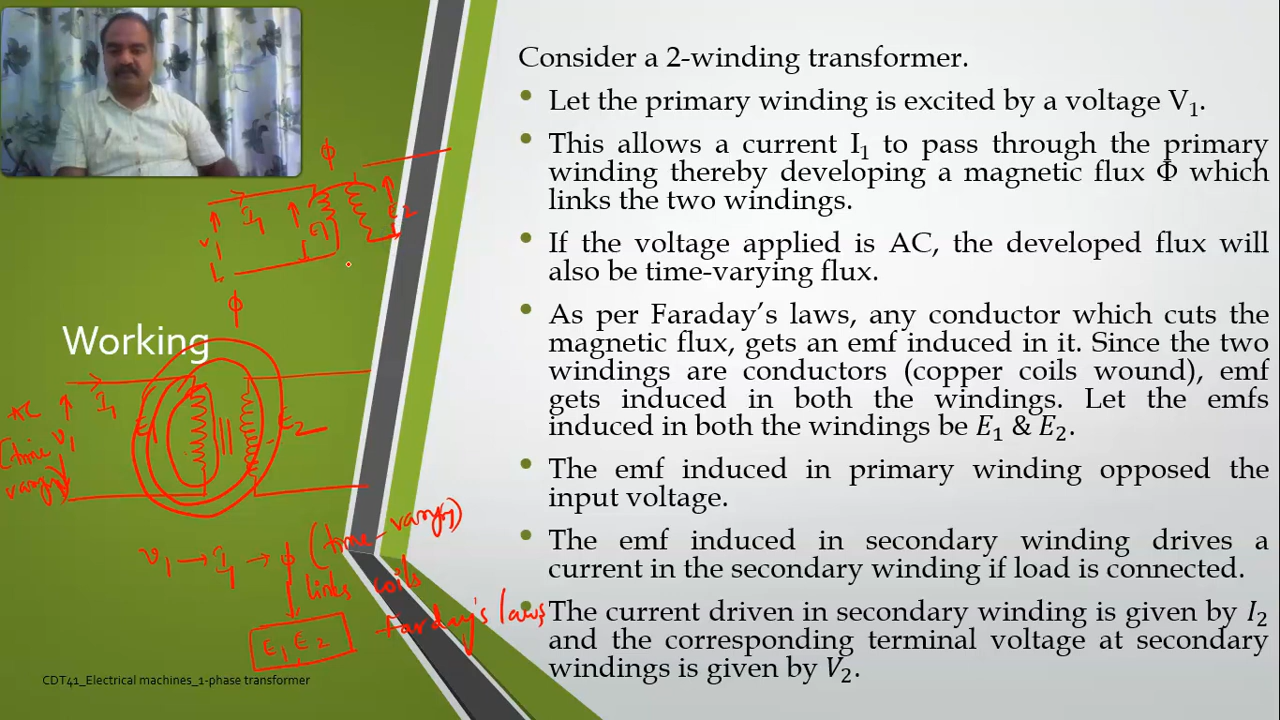 Consider a 2-winding transformer.
• Let the primary winding is excited by a voltage V₁.
• This allows a current I₁ to pass through the primary
winding thereby developing a magnetic flux Φ which
links the two windings.
• If the voltage applied is AC, the developed flux will
also be time-varying flux.
• As per Faraday’s laws, any conductor which cuts the
magnetic flux, gets an emf induced in it. Since the two
windings are conductors (copper coils wound), emf
gets induced in both the windings. Let the emfs
induced in both the windings be E₁ & E₂.
• The emf induced in primary winding opposed the
input voltage.
• The emf induced in secondary winding drives a
current in the secondary winding if load is connected.
• The current driven in secondary winding is given by I₂
and the corresponding terminal voltage at secondary
windings is given by V₂.
Φ
I₁
V₁
E₁
E₂
Φ
Working
AC
I₁
V₁
(time
E₁
E₂
V₁ → I₁ → Φ (time-varying)
links coils
Farday's laws
E₁ E₂
CDT41_Electrical machines_1-phase transformer